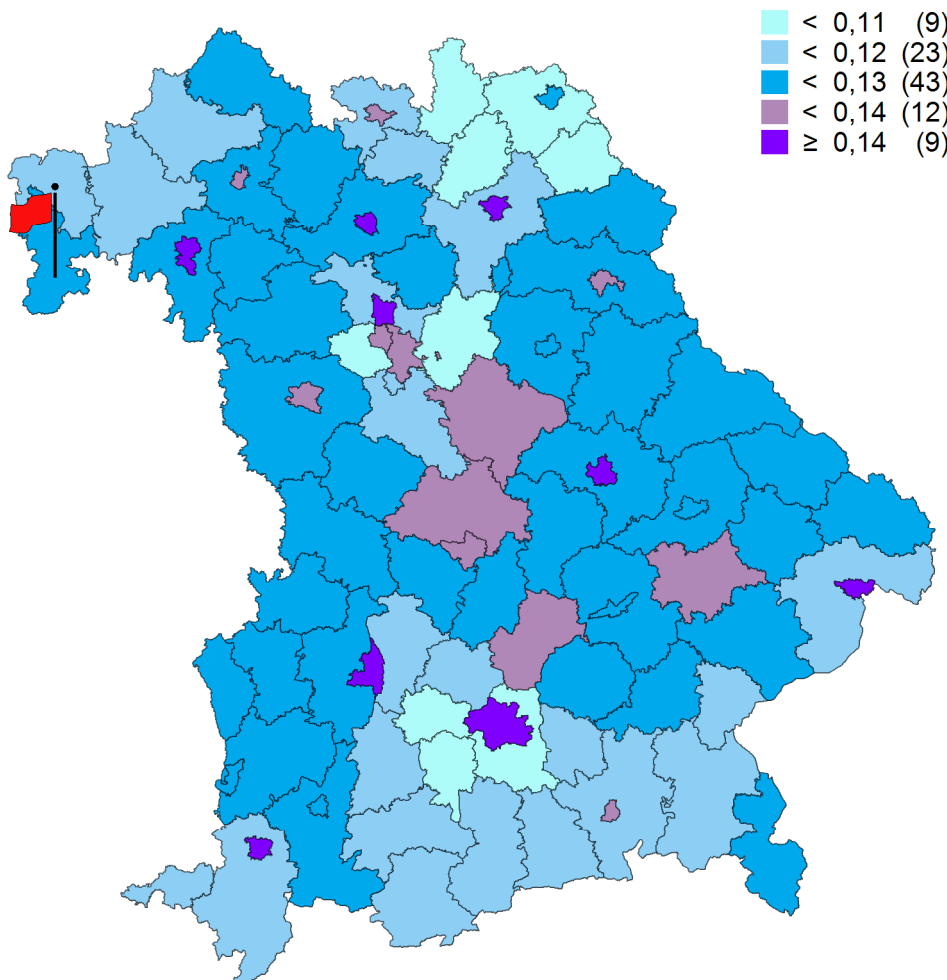 < 0,11 (9)
< 0,12 (23)
< 0,13 (43)
< 0,14 (12)
≥ 0,14 (9)